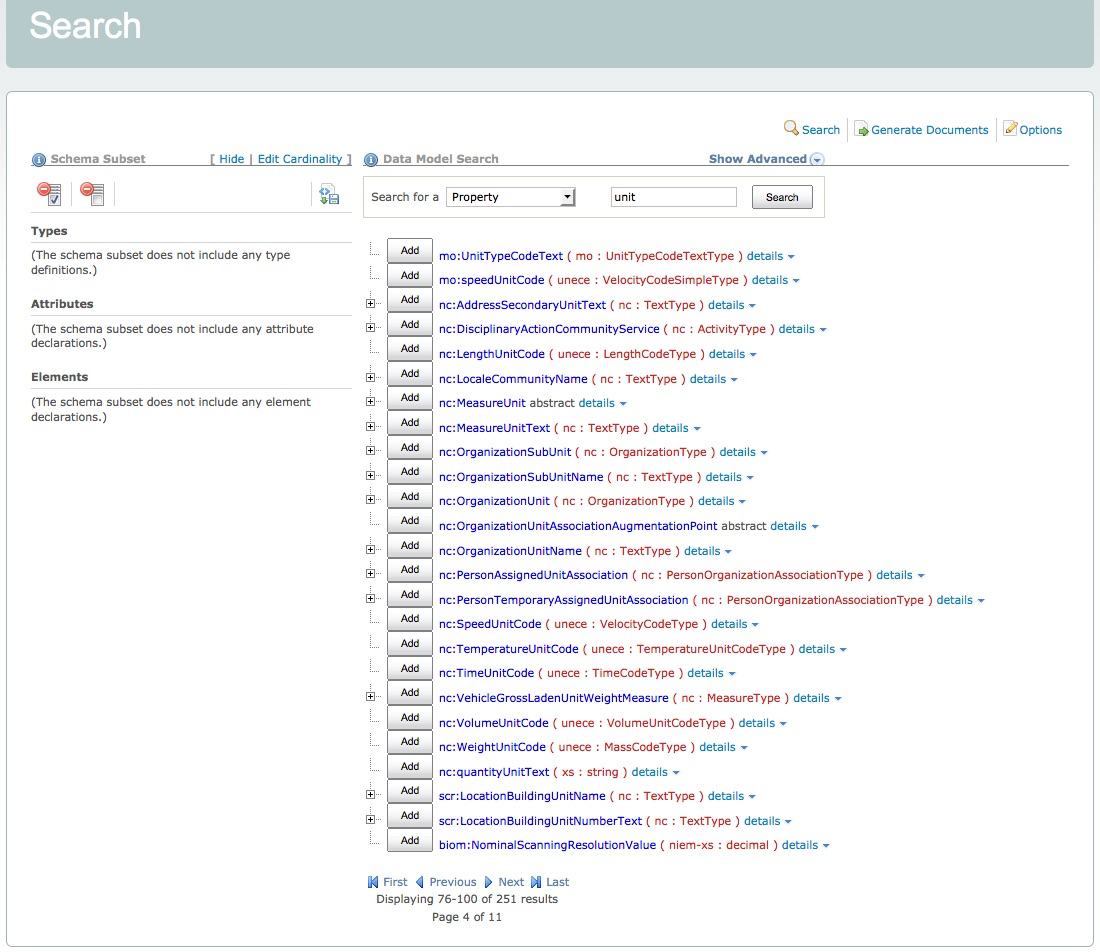 Search
Search Generate Documents Options
Schema Subset [ Hide | Edit Cardinality ] Data Model Search Show Advanced
Search for a Property unit Search
Types
(The schema subset does not include any type
definitions.)
Attributes
(The schema subset does not include any attribute
declarations.)
Elements
(The schema subset does not include any element
declarations.)
Add mo:UnitTypeCodeText ( mo : UnitTypeCodeTextType ) details
Add mo:speedUnitCode ( unece : VelocityCodeSimpleType ) details
Add nc:AddressSecondaryUnitText ( nc : TextType ) details
Add nc:DisciplinaryActionCommunityService ( nc : ActivityType ) details
Add nc:LengthUnitCode ( unece : LengthCodeType ) details
Add nc:LocaleCommunityName ( nc : TextType ) details
Add nc:MeasureUnit abstract details
Add nc:MeasureUnitText ( nc : TextType ) details
Add nc:OrganizationSubUnit ( nc : OrganizationType ) details
Add nc:OrganizationSubUnitName ( nc : TextType ) details
Add nc:OrganizationUnit ( nc : OrganizationType ) details
Add nc:OrganizationUnitAssociationAugmentationPoint abstract details
Add nc:OrganizationUnitName ( nc : TextType ) details
Add nc:PersonAssignedUnitAssociation ( nc : PersonOrganizationAssociationType ) details
Add nc:PersonTemporaryAssignedUnitAssociation ( nc : PersonOrganizationAssociationType ) details
Add nc:SpeedUnitCode ( unece : VelocityCodeType ) details
Add nc:TemperatureUnitCode ( unece : TemperatureUnitCodeType ) details
Add nc:TimeUnitCode ( unece : TimeCodeType ) details
Add nc:VehicleGrossLadenUnitWeightMeasure ( nc : MeasureType ) details
Add nc:VolumeUnitCode ( unece : VolumeUnitCodeType ) details
Add nc:WeightUnitCode ( unece : MassCodeType ) details
Add nc:quantityUnitText ( xs : string ) details
Add scr:LocationBuildingUnitName ( nc : TextType ) details
Add scr:LocationBuildingUnitNumberText ( nc : TextType ) details
Add biom:NominalScanningResolutionValue ( niem-xs : decimal ) details
First Previous Next Last
Displaying 76-100 of 251 results
Page 4 of 11